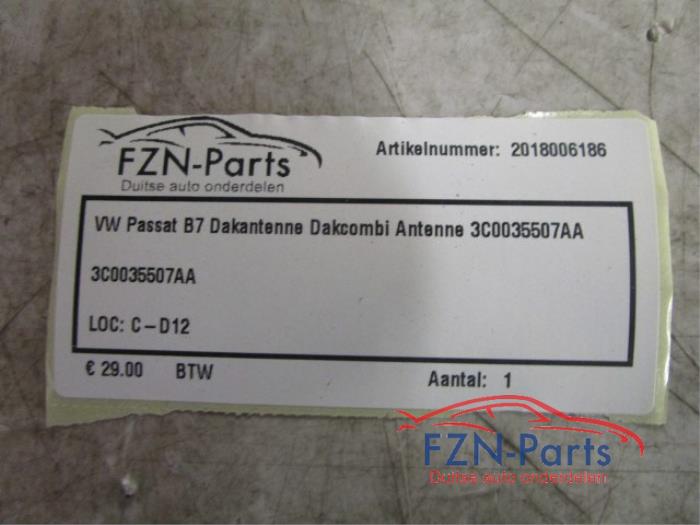 FZN-Parts
Duitse auto onderdelen
Artikelnummer: 2018006186
VW Passat B7 Dakantenne Dakcombi Antenne 3C0035507AA
3C0035507AA
LOC: C-D12
€ 29.00 BTW
Aantal: 1
FZN-Parts
Duitse auto onderdelen